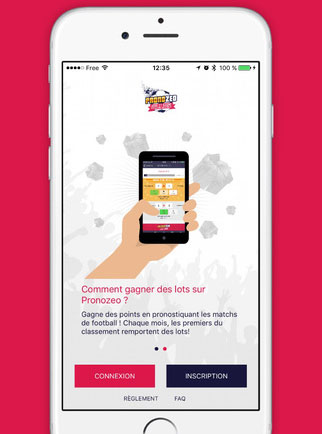 Free
12:35
100 %
PRONOZEO
Comment gagner des lots sur
Pronozeo ?
Gagne des points en pronostiquant les matchs
de football ! Chaque mois, les premiers du
classement remportent des lots!
CONNEXION
INSCRIPTION
RÈGLEMENT
FAQ